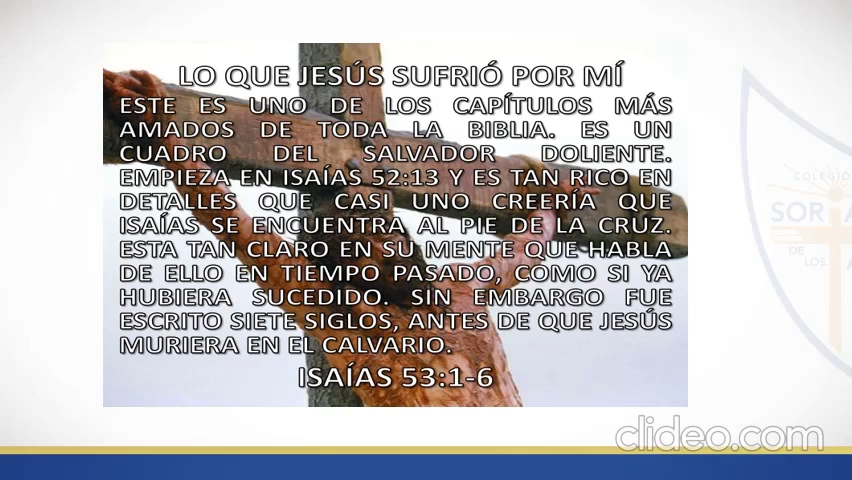 LO QUE JESÚS SUFRIÓ POR MÍ
ESTE ES UNO DE LOS CAPÍTULOS MÁS
AMADOS DE TODA LA BIBLIA. ES UN
CUADRO DEL SALVADOR DOLIENTE.
EMPIEZA EN ISAÍAS 52:13 Y ES TAN RICO EN
DETALLES QUE CASI UNO CREERÍA QUE
ISAÍAS SE ENCUENTRA AL PIE DE LA CRUZ.
ESTA TAN CLARO EN SU MENTE QUE HABLA
DE ELLO EN TIEMPO PASADO, COMO SI YA
HUBIERA SUCEDIDO. SIN EMBARGO FUE
ESCRITO SIETE SIGLOS, ANTES DE QUE JESÚS
MURIERA EN EL CALVARIO.
ISAÍAS 53:1-6
COLEGIO
DE LOS
clideo.com